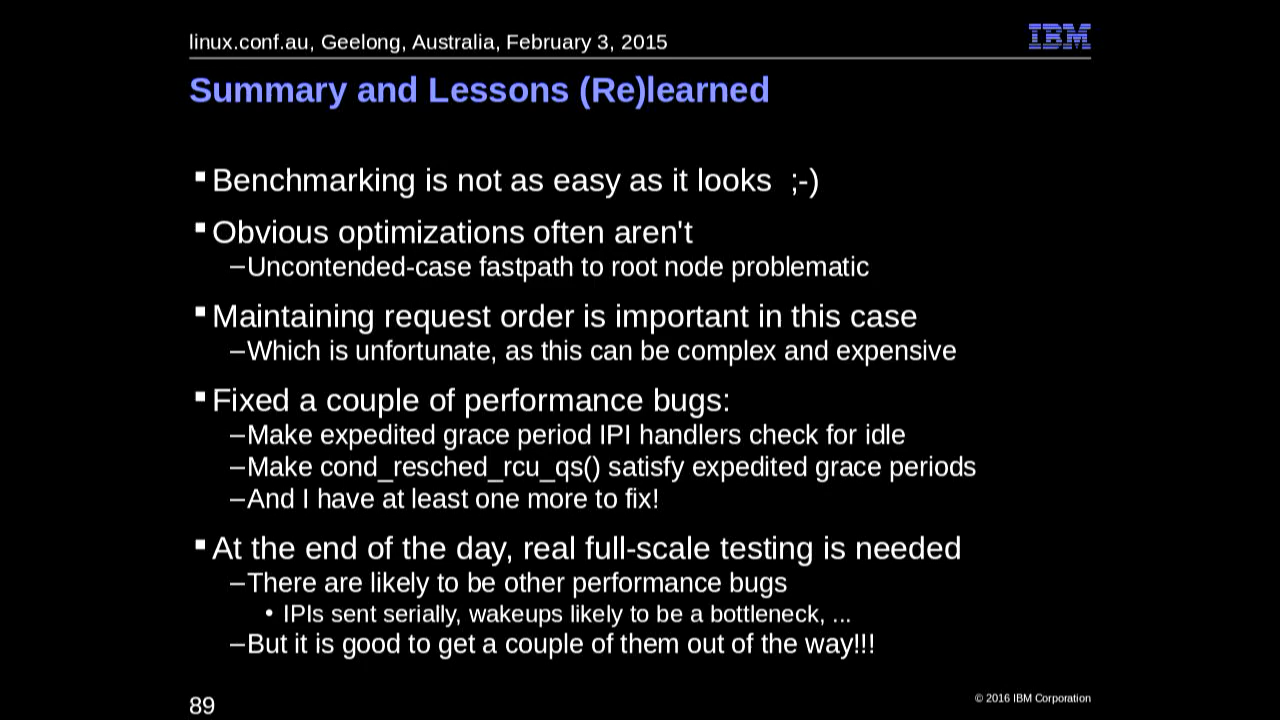 linux.conf.au, Geelong, Australia, February 3, 2015
IBM
Summary and Lessons (Re)learned
▪Benchmarking is not as easy as it looks  ;-)
▪Obvious optimizations often aren't
–Uncontended-case fastpath to root node problematic
▪Maintaining request order is important in this case
–Which is unfortunate, as this can be complex and expensive
▪Fixed a couple of performance bugs:
–Make expedited grace period IPI handlers check for idle
–Make cond_resched_rcu_qs() satisfy expedited grace periods
–And I have at least one more to fix!
▪At the end of the day, real full-scale testing is needed
–There are likely to be other performance bugs
• IPIs sent serially, wakeups likely to be a bottleneck, ...
–But it is good to get a couple of them out of the way!!!
89
© 2016 IBM Corporation